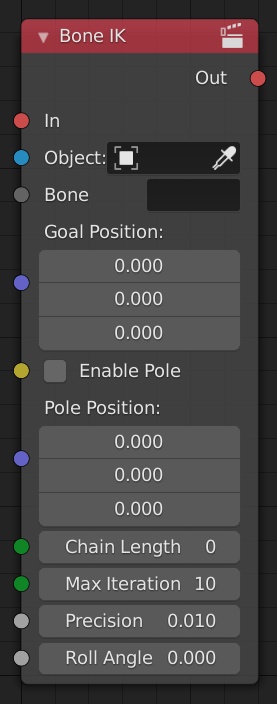 Bone IK
Out
In
Object:
Bone
Goal Position:
0.000
0.000
0.000
Enable Pole
Pole Position:
0.000
0.000
0.000
Chain Length 0
Max Iteration 10
Precision 0.010
Roll Angle 0.000